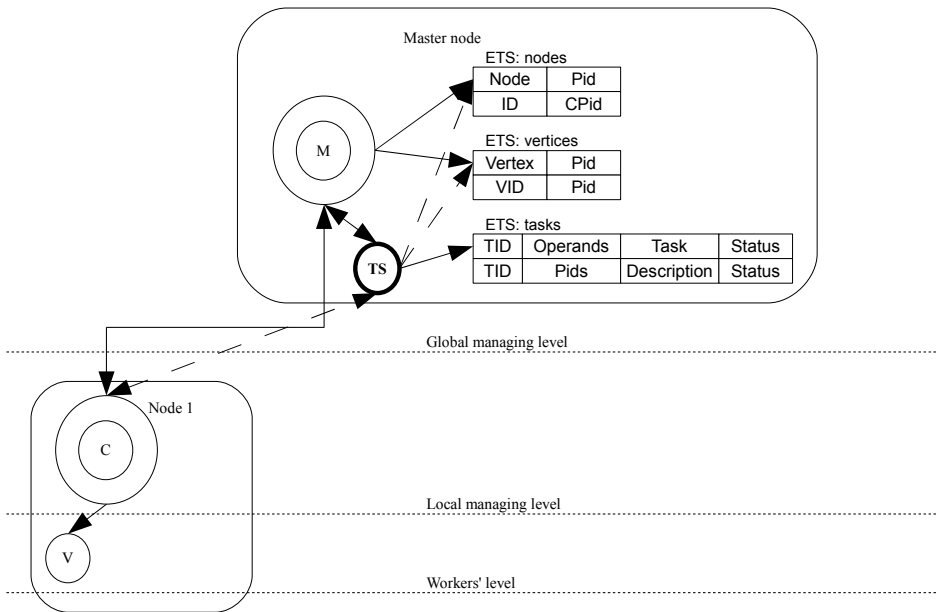 Master node
ETS: nodes
Node Pid
ID CPid
M
ETS: vertices
Vertex Pid
VID Pid
ETS: tasks
TID Operands Task Status
TID Pids Description Status
TS
Global managing level
Node 1
C
Local managing level
V
Workers' level